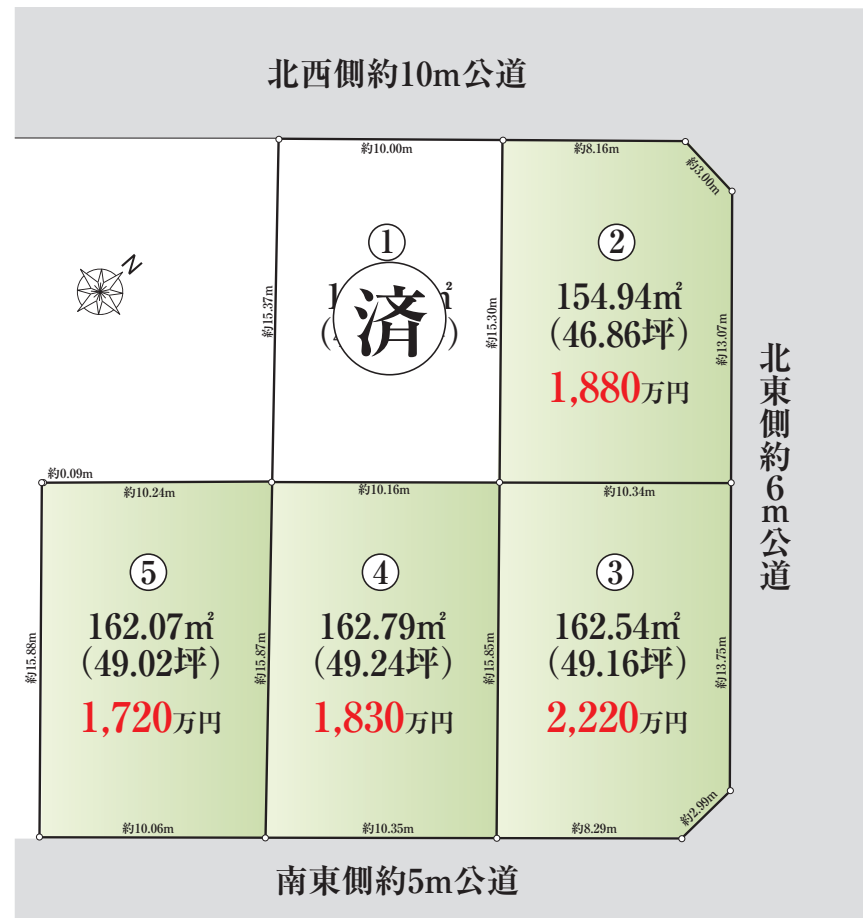 北西側約10m公道
約10.00m
約8.16m
約3.00m
N
①
済
約15.37m
約15.30m
②
154.94㎡
(46.86坪)
1,880万円
約13.07m
北東側約6m公道
約0.09m
約10.24m
約10.16m
約10.34m
⑤
162.07㎡
(49.02坪)
1,720万円
約15.88m
約15.87m
④
162.79㎡
(49.24坪)
1,830万円
約15.85m
③
162.54㎡
(49.16坪)
2,220万円
約13.75m
約2.99m
約10.06m
約10.35m
約8.29m
南東側約5m公道